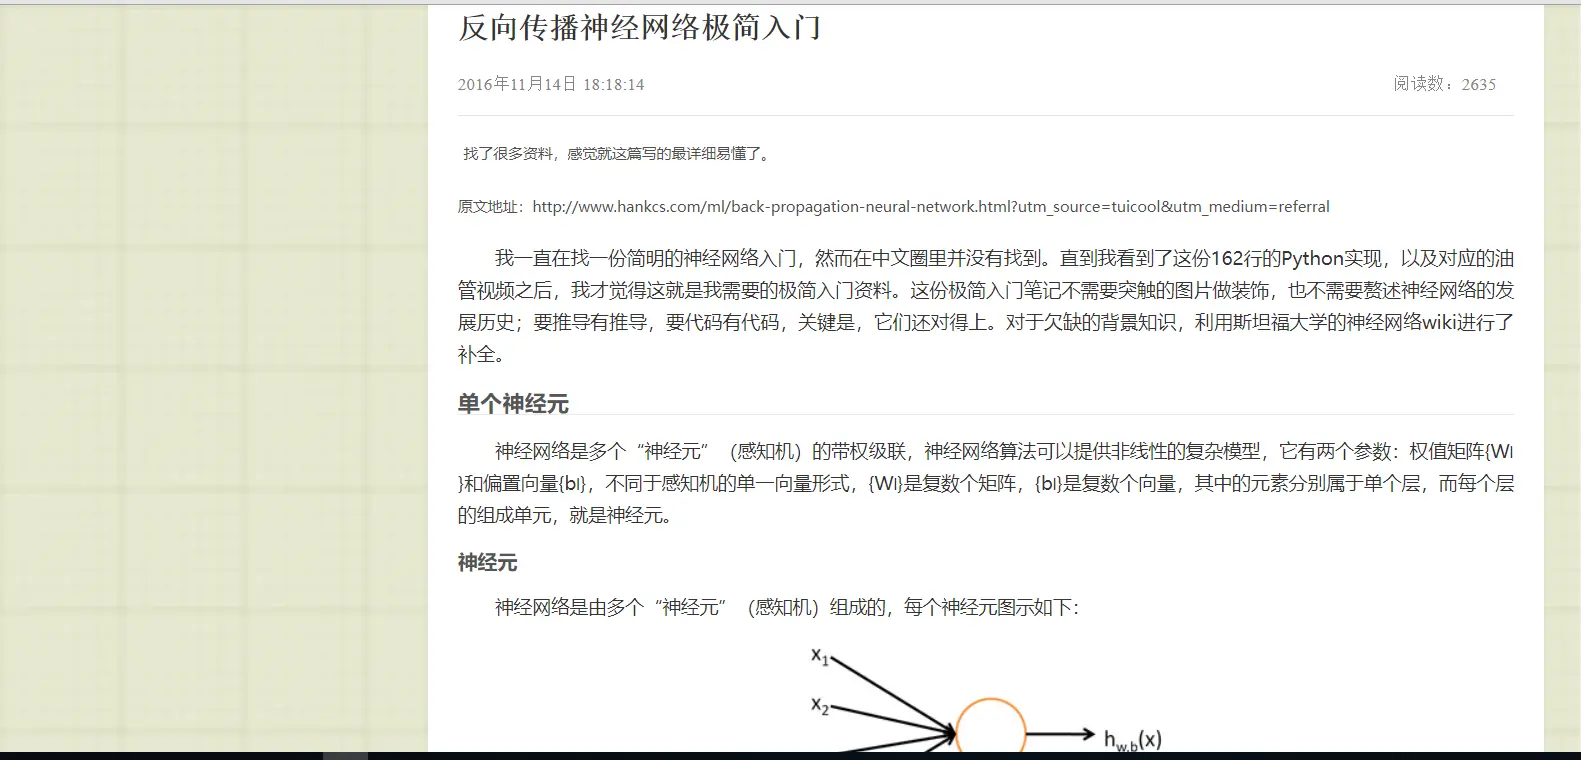 反向传播神经网络极简入门
2016年11月14日 18:18:14
阅读数：2635
找了很多资料，感觉就这篇写的最详细易懂了。
原文地址：http://www.hankcs.com/ml/back-propagation-neural-network.html?utm_source=tuicool&utm_medium=referral
我一直在找一份简明的神经网络入门，然而在中文圈里并没有找到。直到我看到了这份162行的Python实现，以及对应的油
管视频之后，我才觉得这就是我需要的极简入门资料。这份极简入门笔记不需要突触的图片做装饰，也不需要赘述神经网络的发
展历史；要推导有推导，要代码有代码，关键是，它们还对得上。对于欠缺的背景知识，利用斯坦福大学的神经网络wiki进行了
补全。
单个神经元
神经网络是多个“神经元”（感知机）的带权级联，神经网络算法可以提供非线性的复杂模型，它有两个参数：权值矩阵{Wl
}和偏置向量{bl}，不同于感知机的单一向量形式，{Wl}是复数个矩阵，{bl}是复数个向量，其中的元素分别属于单个层，而每个层
的组成单元，就是神经元。
神经元
神经网络是由多个“神经元”（感知机）组成的，每个神经元图示如下：
x1
x2
hw,b(x)